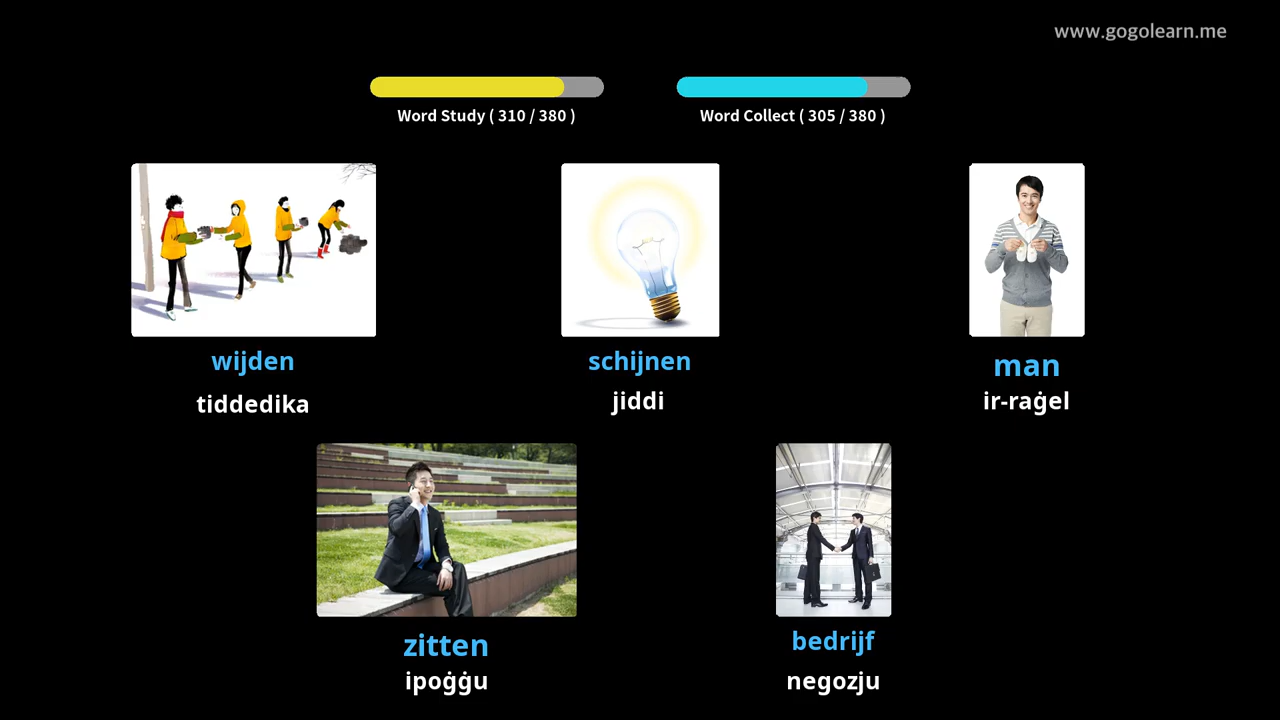 www.gogolearn.me
Word Study ( 310 / 380 )
Word Collect ( 305 / 380 )
wijden
tiddedika
schijnen
jiddi
man
ir-raġel
zitten
ipoġġu
bedrijf
negozju